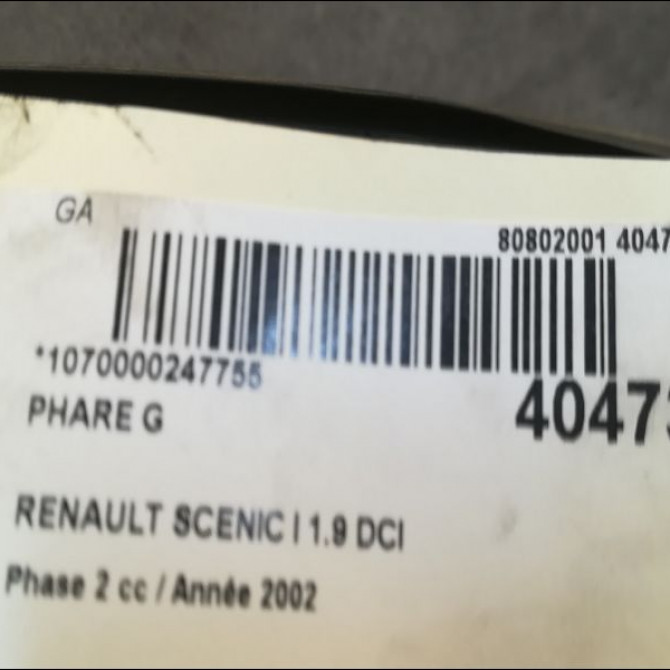 GA
80802001 4047
*1070000247755
4047
PHARE G
RENAULT SCENIC I 1.9 DCI
Phase 2 cc / Année 2002